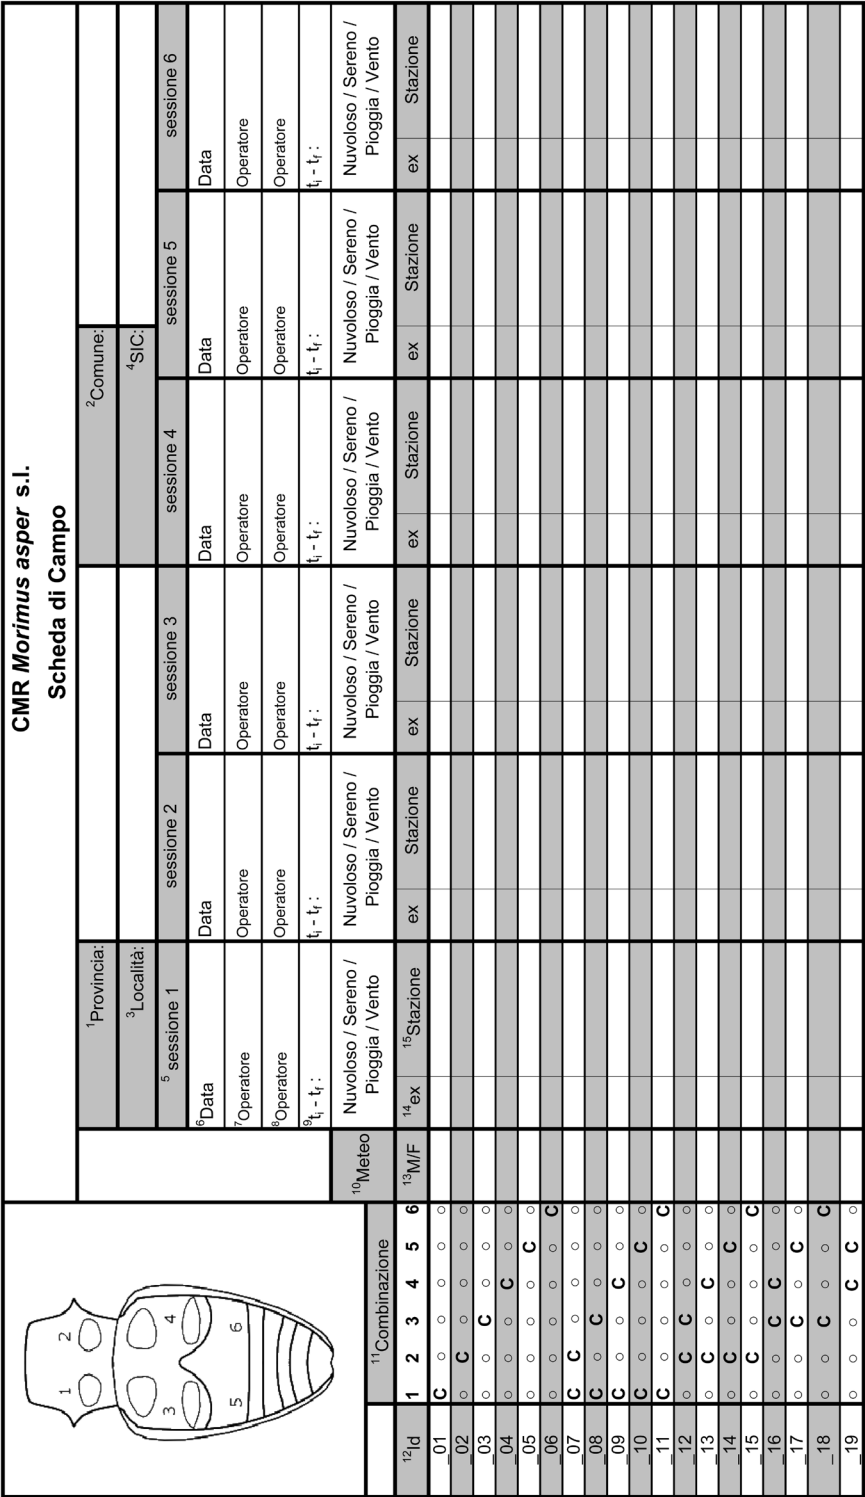 CMR Morimus asper s.l.
Scheda di Campo
1 2
3 4
5 6
¹Provincia: ²Comune:
³Località: ⁴SIC:
⁵ sessione 1 sessione 2 sessione 3 sessione 4 sessione 5 sessione 6
⁶Data Data Data Data Data Data
⁷Operatore Operatore Operatore Operatore Operatore Operatore
⁸Operatore Operatore Operatore Operatore Operatore Operatore
⁹tᵢ - t_f : tᵢ - t_f : tᵢ - t_f : tᵢ - t_f : tᵢ - t_f : tᵢ - t_f :
¹⁰Meteo Nuvoloso / Sereno / Nuvoloso / Sereno / Nuvoloso / Sereno / Nuvoloso / Sereno / Nuvoloso / Sereno / Nuvoloso / Sereno /
Pioggia / Vento Pioggia / Vento Pioggia / Vento Pioggia / Vento Pioggia / Vento Pioggia / Vento
¹¹Combinazione
¹²Id 1 2 3 4 5 6 ¹³M/F ¹⁴ex ¹⁵Stazione ex Stazione ex Stazione ex Stazione ex Stazione ex Stazione
_01 C ○ ○ ○ ○ ○
_02 ○ C ○ ○ ○ ○
_03 ○ ○ C ○ ○ ○
_04 ○ ○ ○ C ○ ○
_05 ○ ○ ○ ○ C ○
_06 ○ ○ ○ ○ ○ C
_07 C C ○ ○ ○ ○
_08 C ○ C ○ ○ ○
_09 C ○ ○ C ○ ○
_10 C ○ ○ ○ C ○
_11 C ○ ○ ○ ○ C
_12 ○ C C ○ ○ ○
_13 ○ C ○ C ○ ○
_14 ○ C ○ ○ C ○
_15 ○ C ○ ○ ○ C
_16 ○ ○ C C ○ ○
_17 ○ ○ C ○ C ○
_18 ○ ○ C ○ ○ C
_19 ○ ○ ○ C C ○